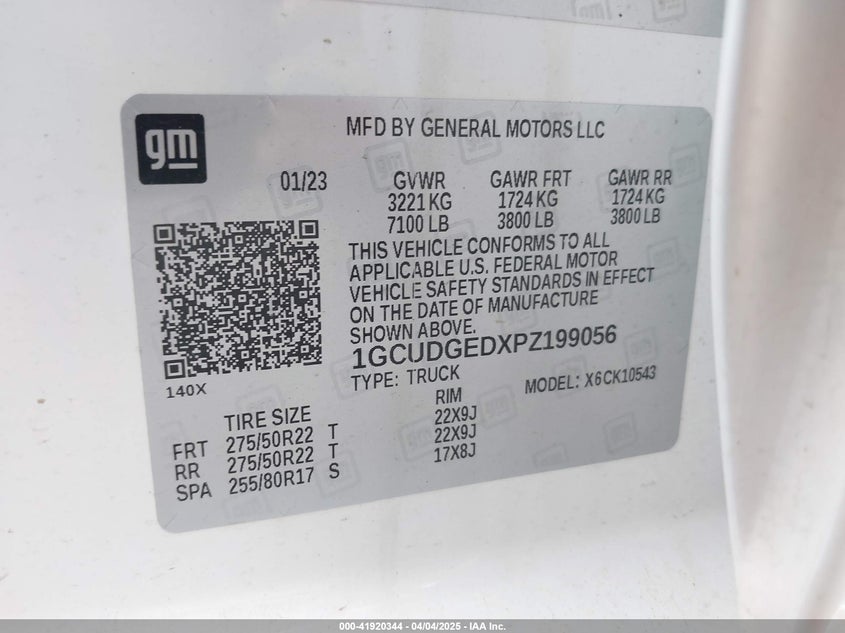 gm
MFD BY GENERAL MOTORS LLC
01/23 GVWR GAWR FRT GAWR RR
3221 KG 1724 KG 1724 KG
7100 LB 3800 LB 3800 LB
THIS VEHICLE CONFORMS TO ALL
APPLICABLE U.S. FEDERAL MOTOR
VEHICLE SAFETY STANDARDS IN EFFECT
ON THE DATE OF MANUFACTURE
SHOWN ABOVE.
1GCUDGEDXPZ199056
140X
TYPE: TRUCK MODEL: X6CK10543
TIRE SIZE RIM
FRT 275/50R22 T 22X9J
RR 275/50R22 T 22X9J
SPA 255/80R17 S 17X8J
000-41920344 - 04/04/2025 - IAA Inc.